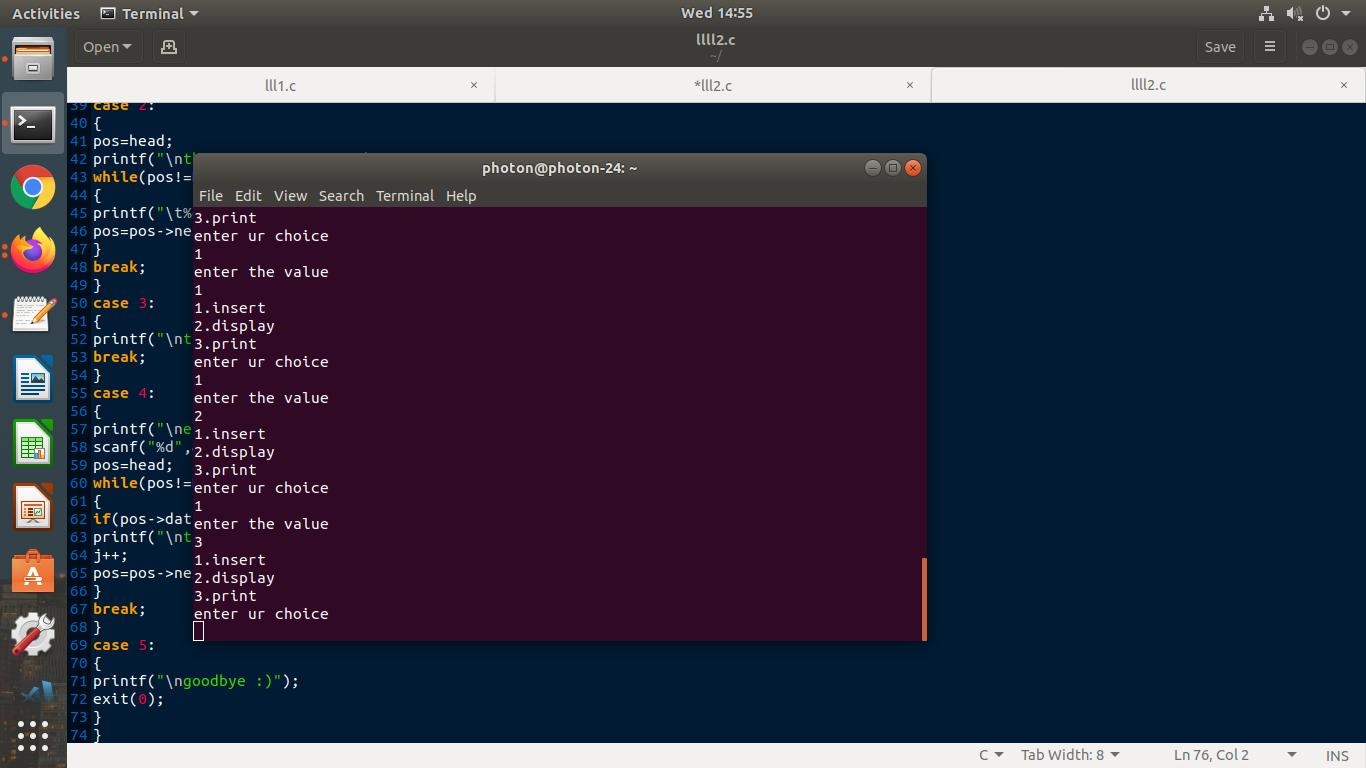 Activities Terminal Wed 14:55
Open llll2.c Save
~/
lll1.c × *lll2.c × llll2.c ×
39 case 2:
40 {
41 pos=head;
42 printf("\nt
43 while(pos!=
44 {
45 printf("\t%
46 pos=pos->ne
47 }
48 break;
49 }
50 case 3:
51 {
52 printf("\nt
53 break;
54 }
55 case 4:
56 {
57 printf("\ne
58 scanf("%d",
59 pos=head;
60 while(pos!=
61 {
62 if(pos->dat
63 printf("\nt
64 j++;
65 pos=pos->ne
66 }
67 break;
68 }
69 case 5:
70 {
71 printf("\ngoodbye :)");
72 exit(0);
73 }
74 }
photon@photon-24: ~
File Edit View Search Terminal Help
3.print
enter ur choice
1
enter the value
1
1.insert
2.display
3.print
enter ur choice
1
enter the value
2
1.insert
2.display
3.print
enter ur choice
1
enter the value
3
1.insert
2.display
3.print
enter ur choice
C Tab Width: 8 Ln 76, Col 2 INS